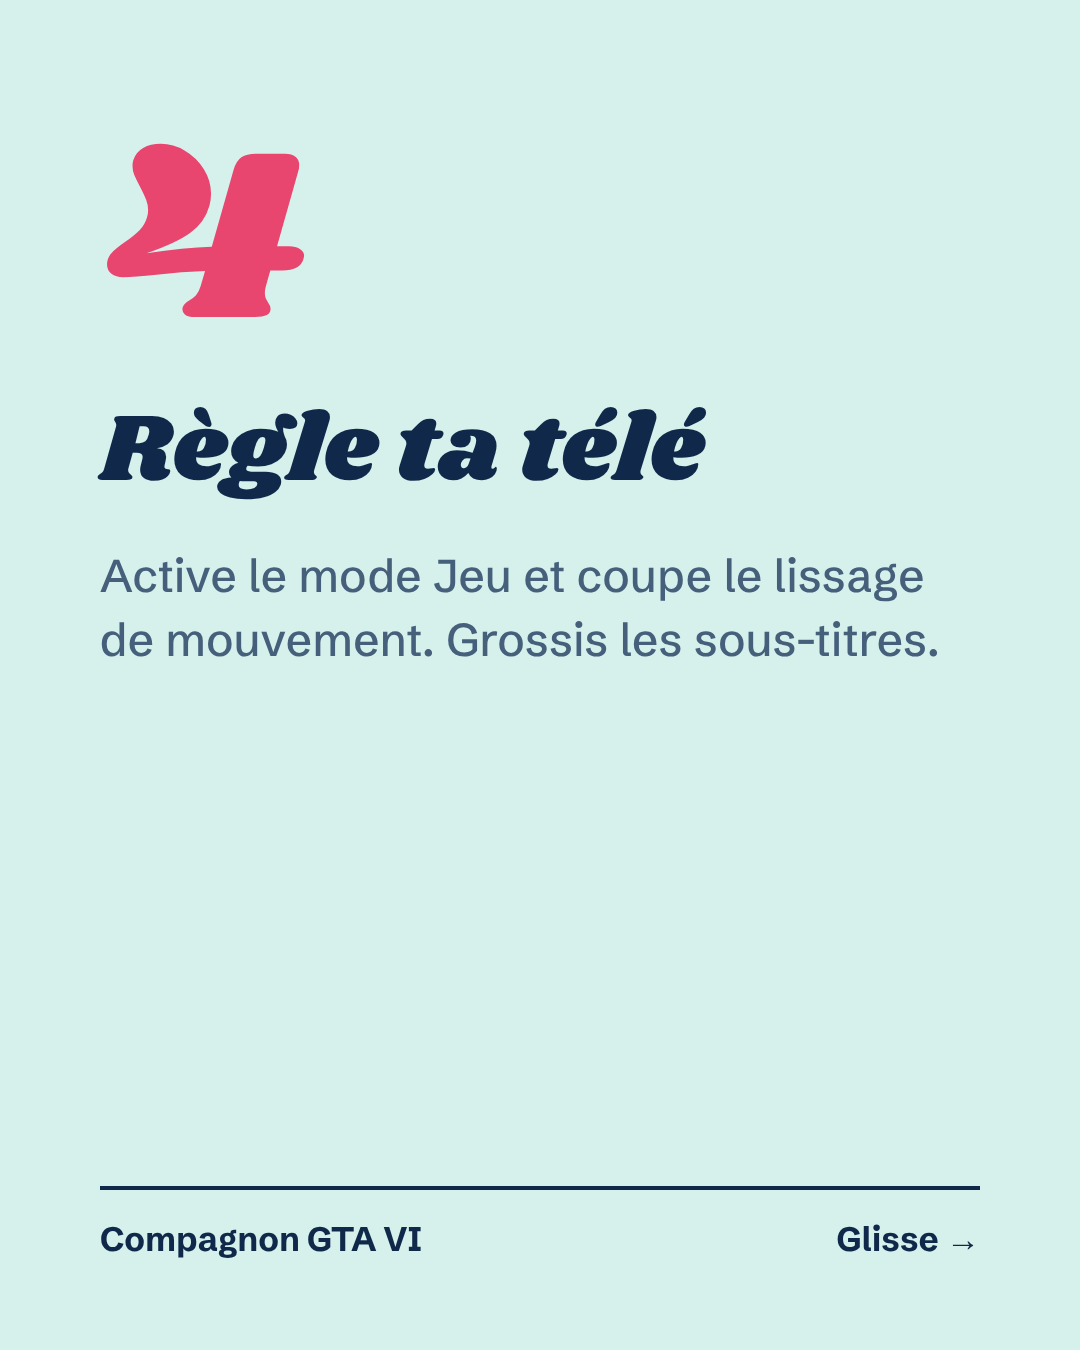 4
Règle ta télé
Active le mode Jeu et coupe le lissage
de mouvement. Grossis les sous-titres.
Compagnon GTA VI
Glisse →